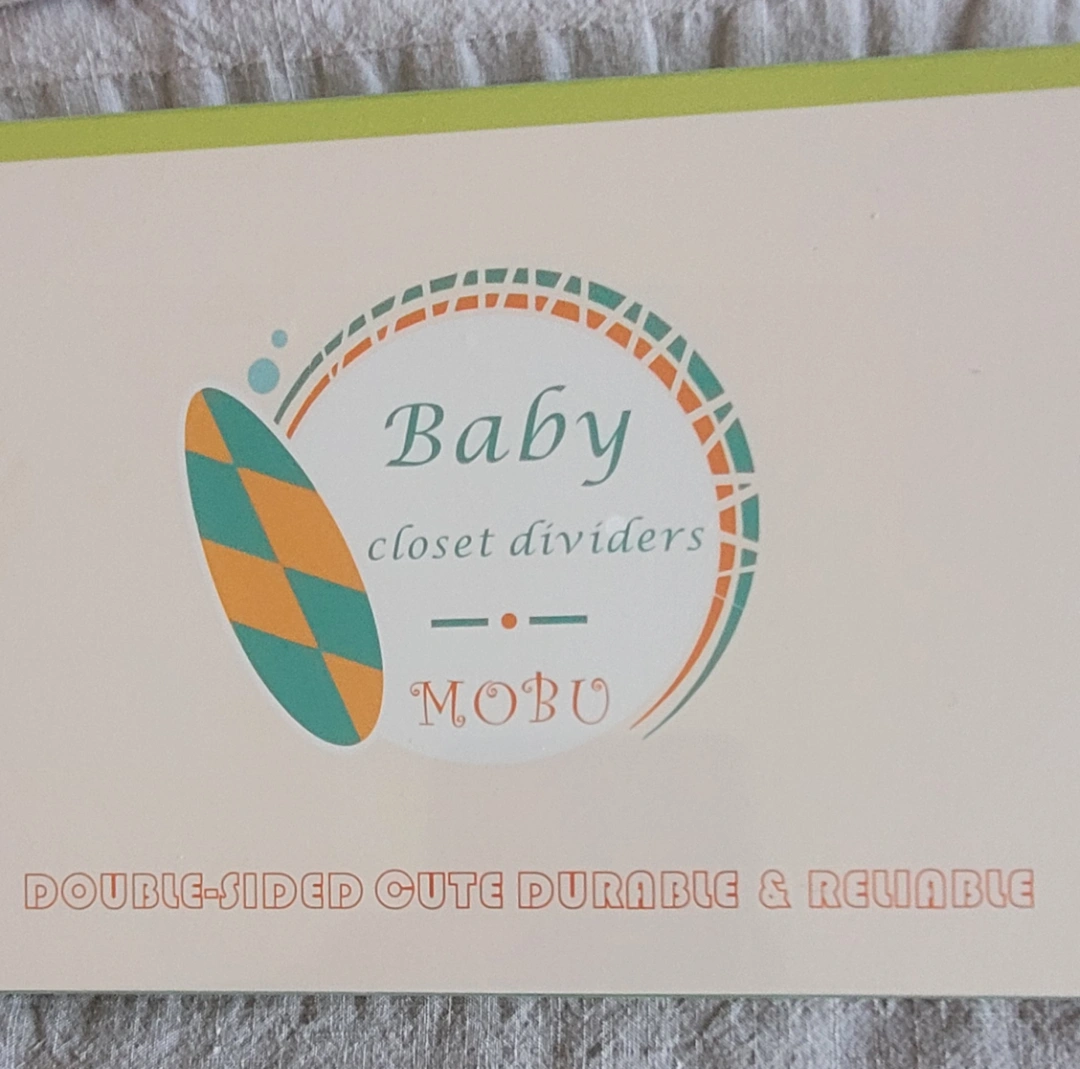 Baby
closet dividers
MOBU
DOUBLE-SIDED CUTE DURABLE & RELIABLE